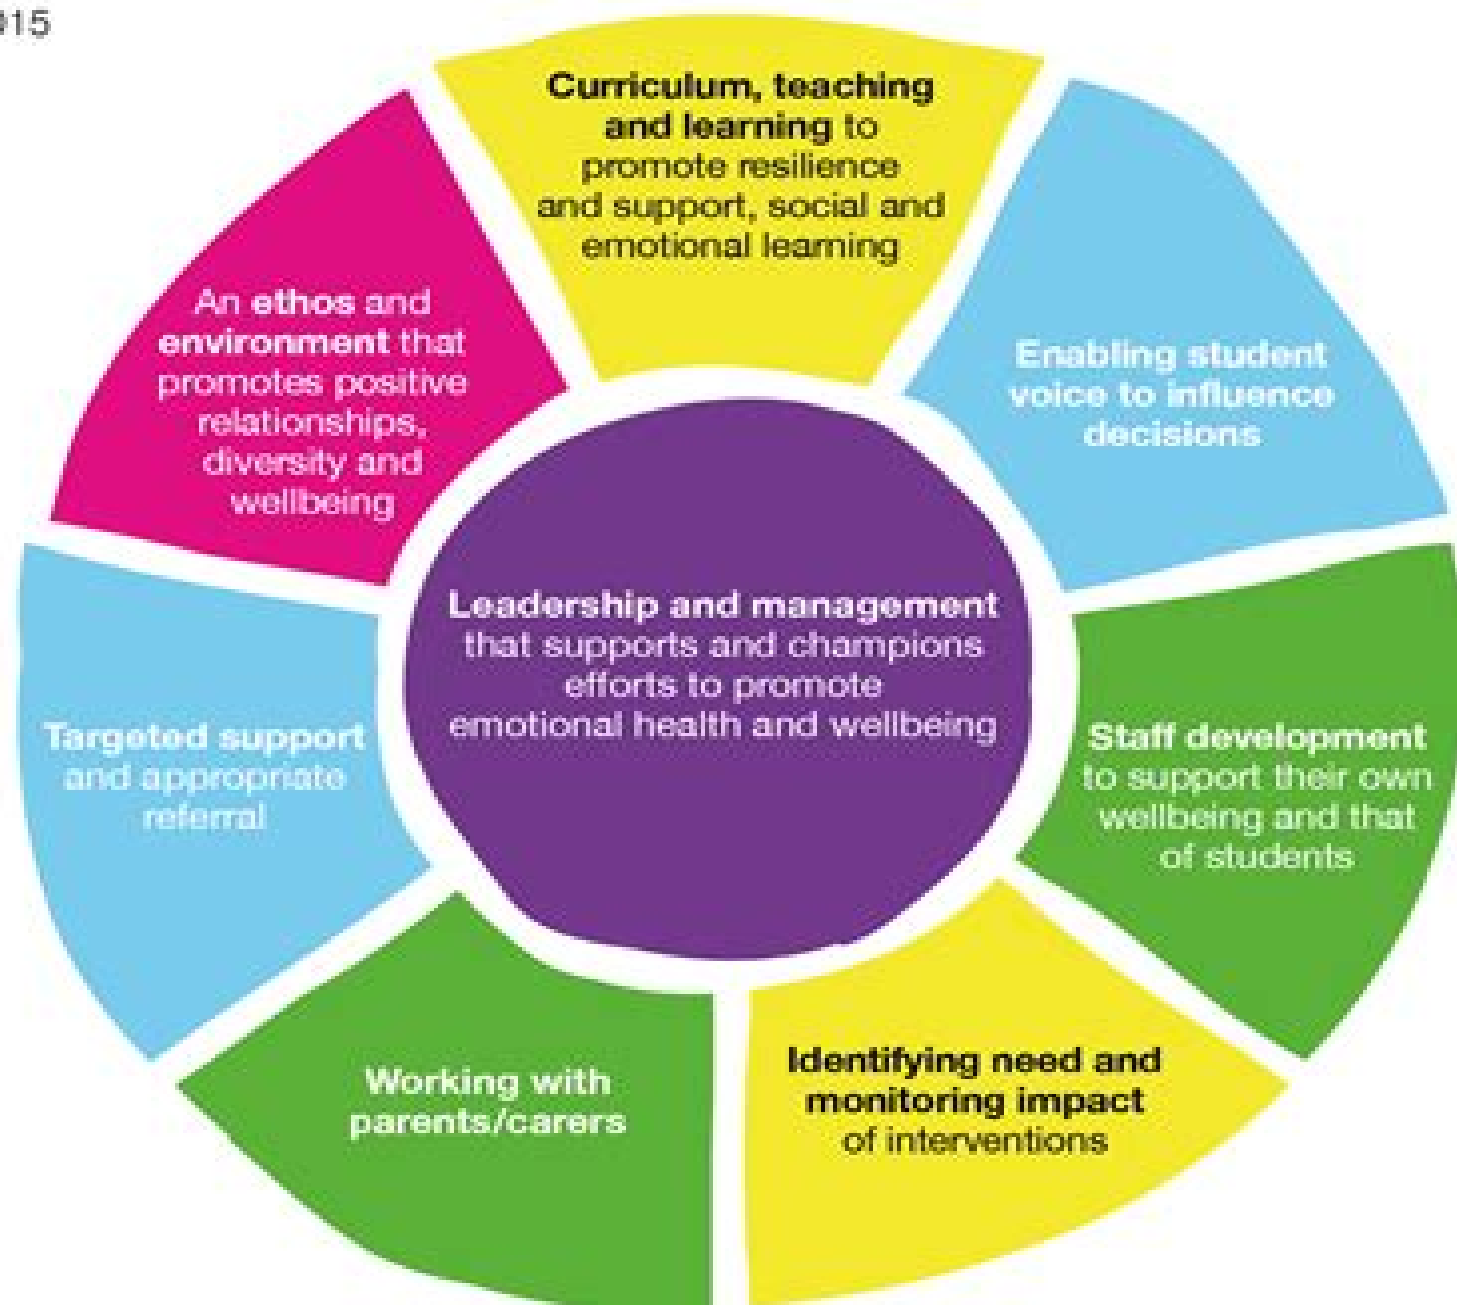 015
Curriculum, teaching
and learning to
promote resilience
and support, social and
emotional learning
Enabling student
voice to influence
decisions
Staff development
to support their own
wellbeing and that
of students
Identifying need and
monitoring impact
of interventions
Working with
parents/carers
Targeted support
and appropriate
referral
An ethos and
environment that
promotes positive
relationships,
diversity and
wellbeing
Leadership and management
that supports and champions
efforts to promote
emotional health and wellbeing